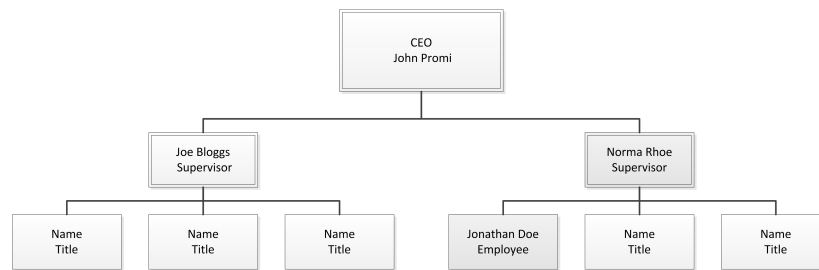 CEO
John Promi
Joe Bloggs
Supervisor
Norma Rhoe
Supervisor
Name
Title
Name
Title
Name
Title
Jonathan Doe
Employee
Name
Title
Name
Title